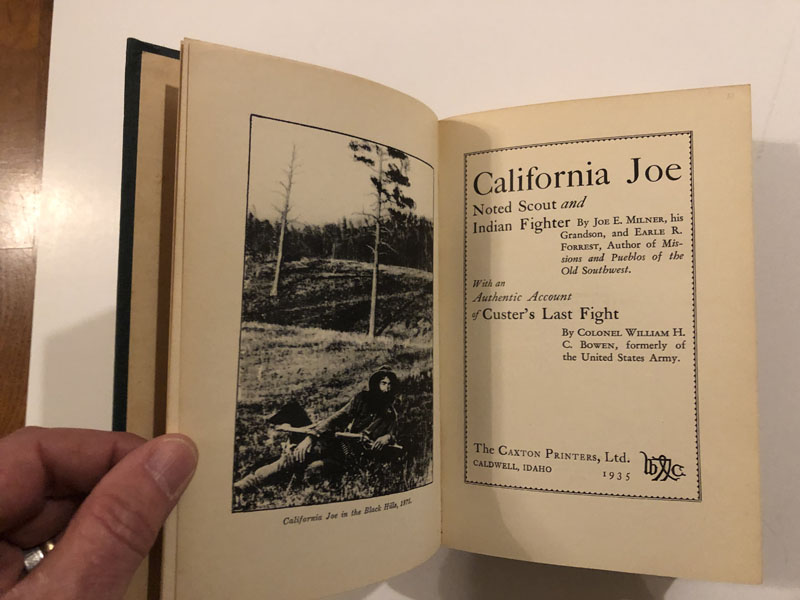 California Joe in the Black Hills, 1875.
California Joe
Noted Scout and
Indian Fighter By JOE E. MILNER, his
Grandson, and EARLE R.
FORREST, Author of Mis-
sions and Pueblos of the
Old Southwest.
With an
Authentic Account
of Custer's Last Fight
By COLONEL WILLIAM H.
C. BOWEN, formerly of
the United States Army.
The CAXTON PRINTERS, Ltd.
CALDWELL, IDAHO
1935